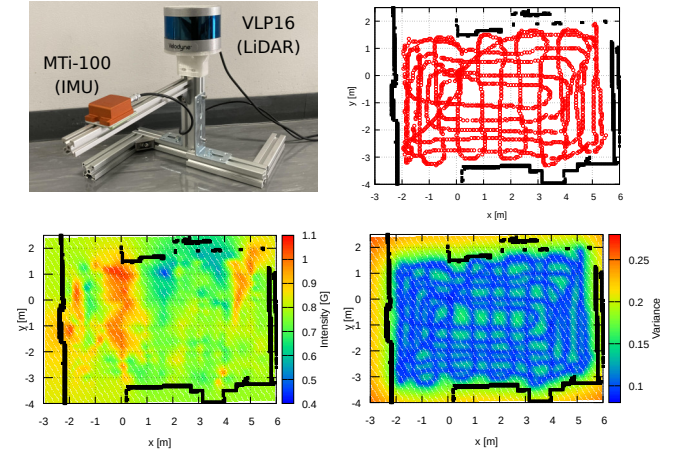 VLP16
(LiDAR)
MTi-100
(IMU)
Velodyne
2
1
0
-1
-2
-3
-4
y [m]
-3 -2 -1 0 1 2 3 4 5 6
x [m]
2
1
0
-1
-2
-3
-4
y [m]
-3 -2 -1 0 1 2 3 4 5 6
x [m]
1.1
1
0.9
0.8
0.7
0.6
0.5
0.4
Intensity [G]
2
1
0
-1
-2
-3
-4
y [m]
-3 -2 -1 0 1 2 3 4 5 6
x [m]
0.25
0.15
0.1
Variance